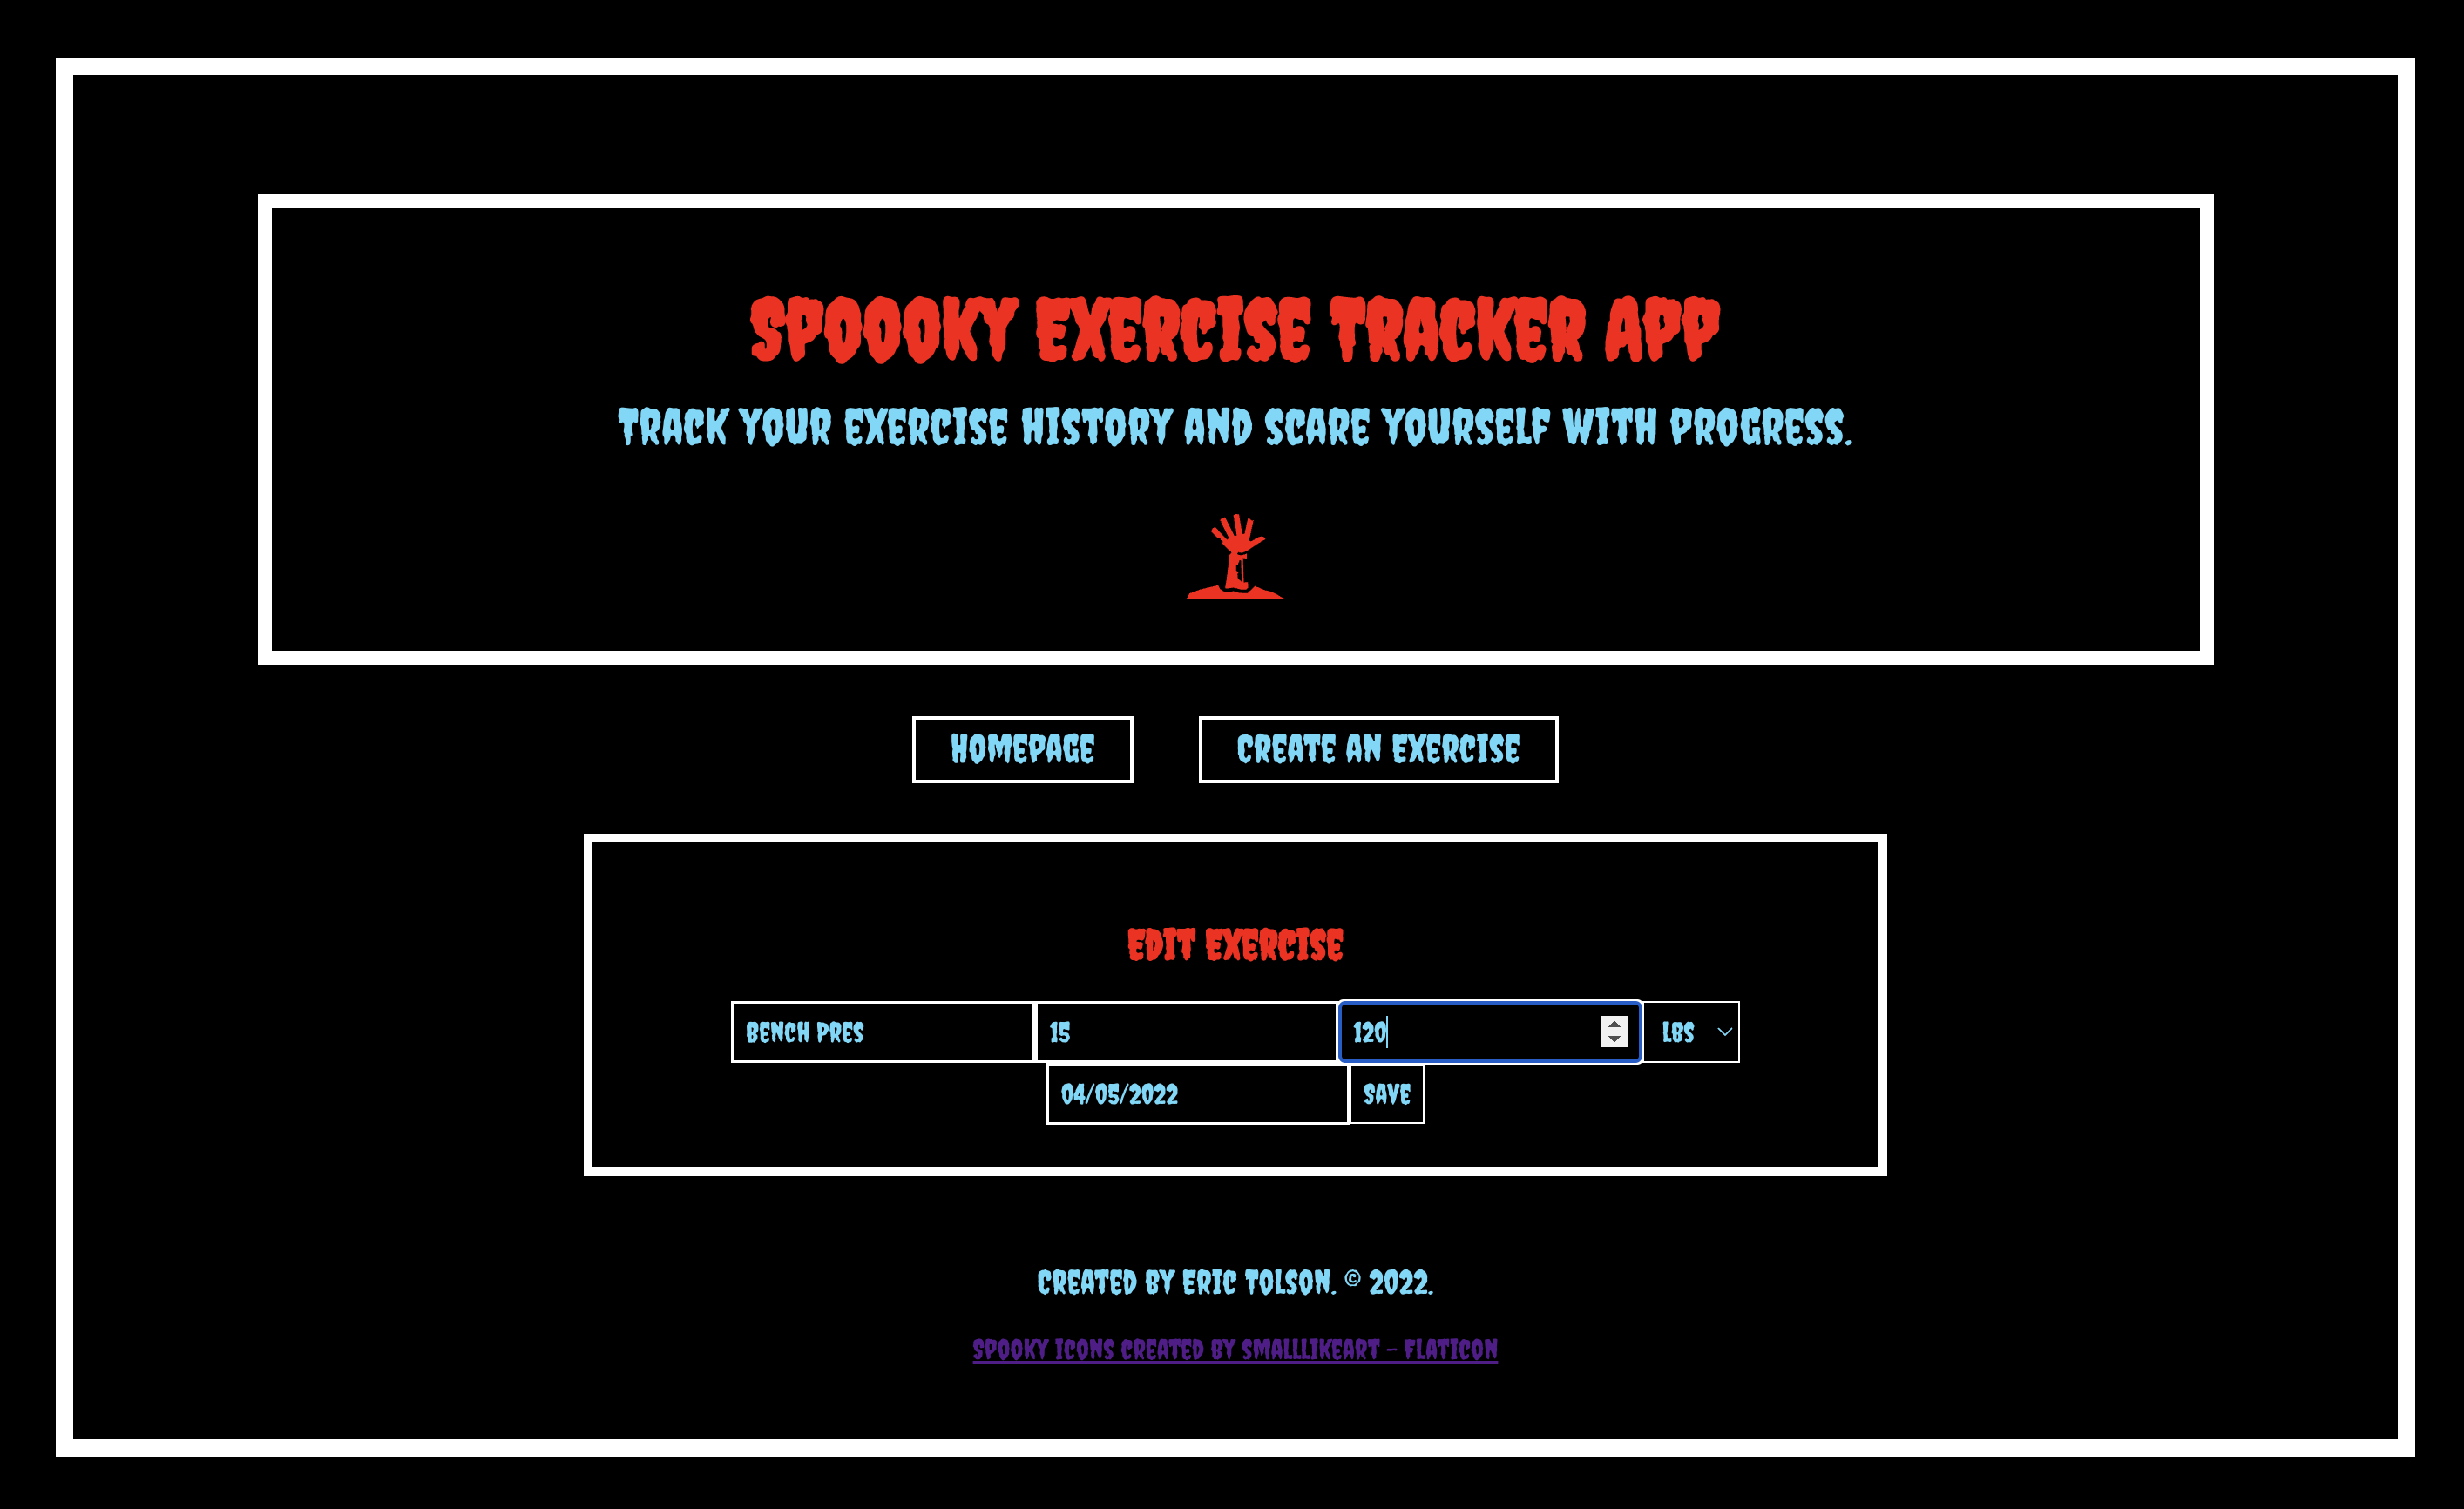 SPOOOKY EXERCISE TRACKER APP
TRACK YOUR EXERCISE HISTORY AND SCARE YOURSELF WITH PROGRESS.
HOMEPAGE CREATE AN EXERCISE
EDIT EXERCISE
BENCH PRES 15 120 LBS
04/05/2022 SAVE
CREATED BY ERIC TOLSON. © 2022.
SPOOKY ICONS CREATED BY SMALLLIKEART - FLATICON